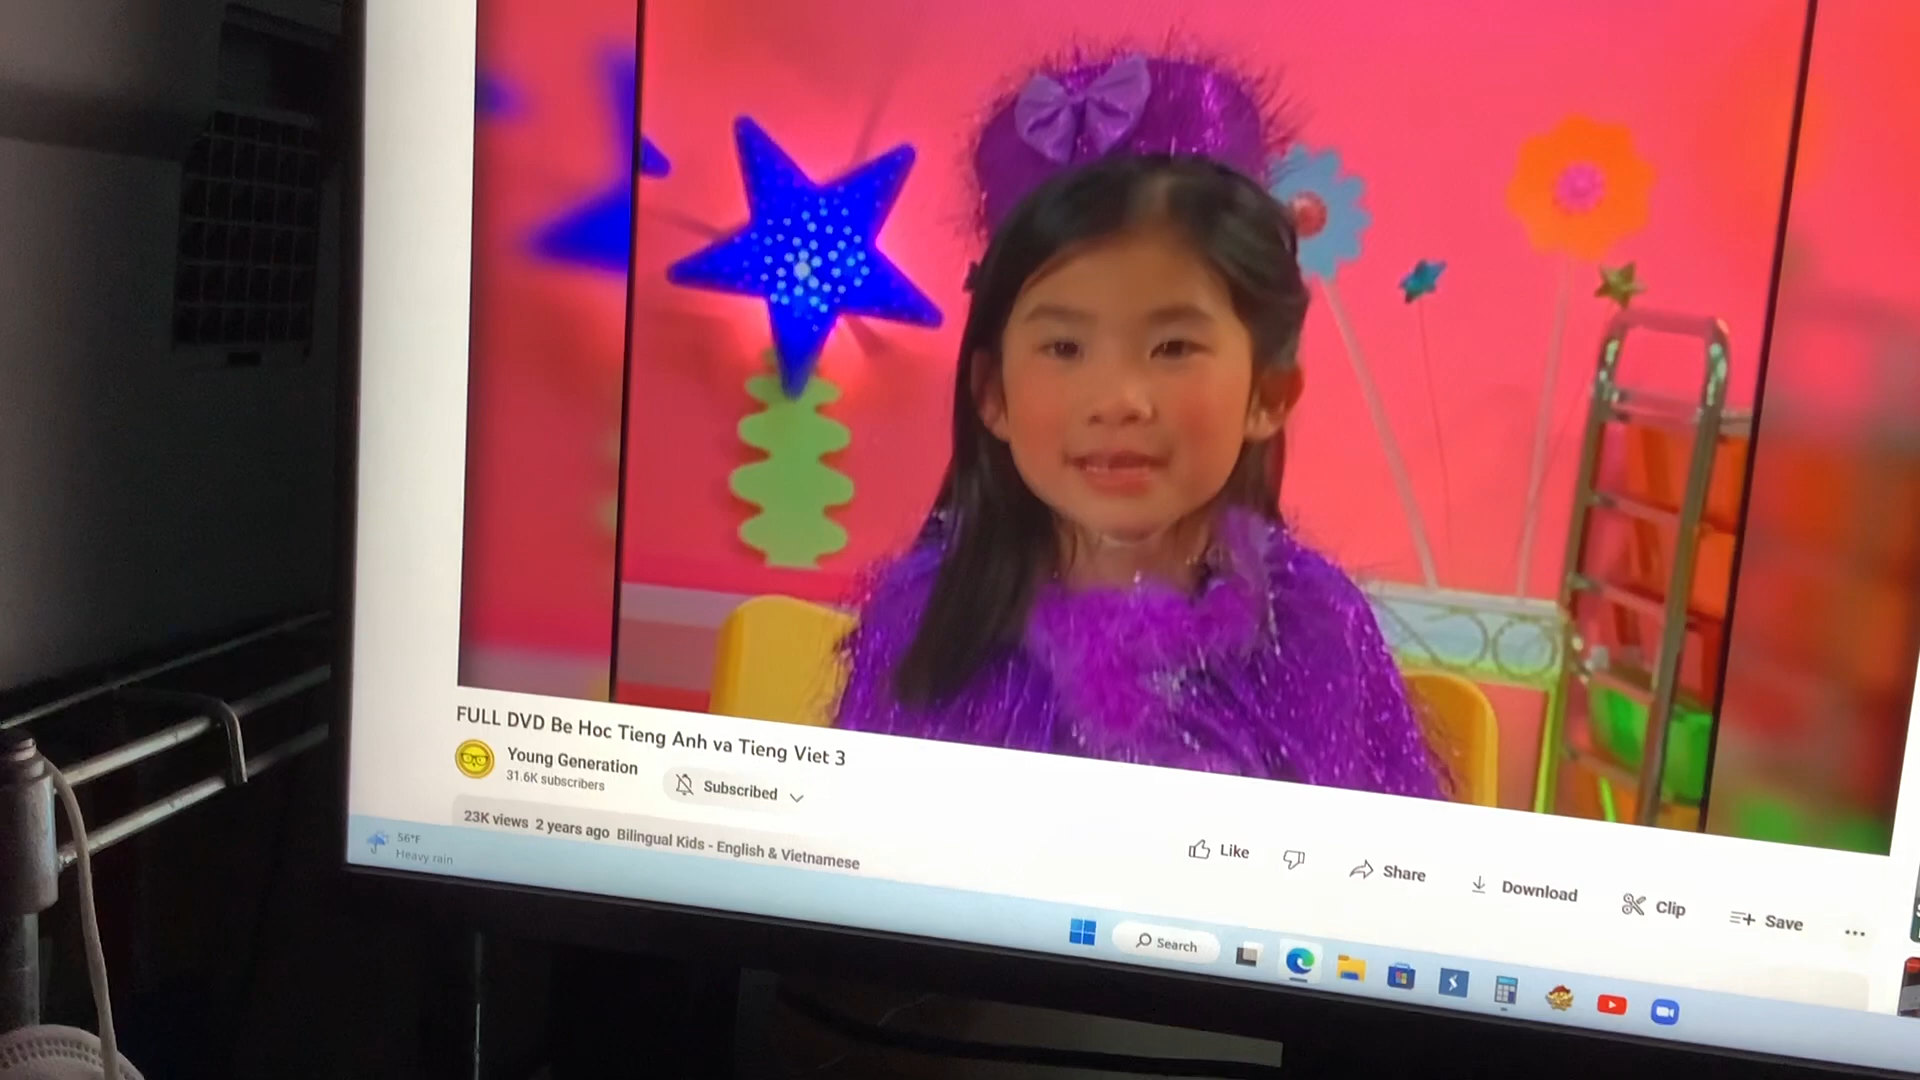 FULL DVD Be Hoc Tieng Anh va Tieng Viet 3
Young Generation
31.6K subscribers
Subscribed
Like
Share
Download
Clip
Save
23K views 2 years ago Bilingual Kids - English & Vietnamese
56°F
Heavy rain
Search